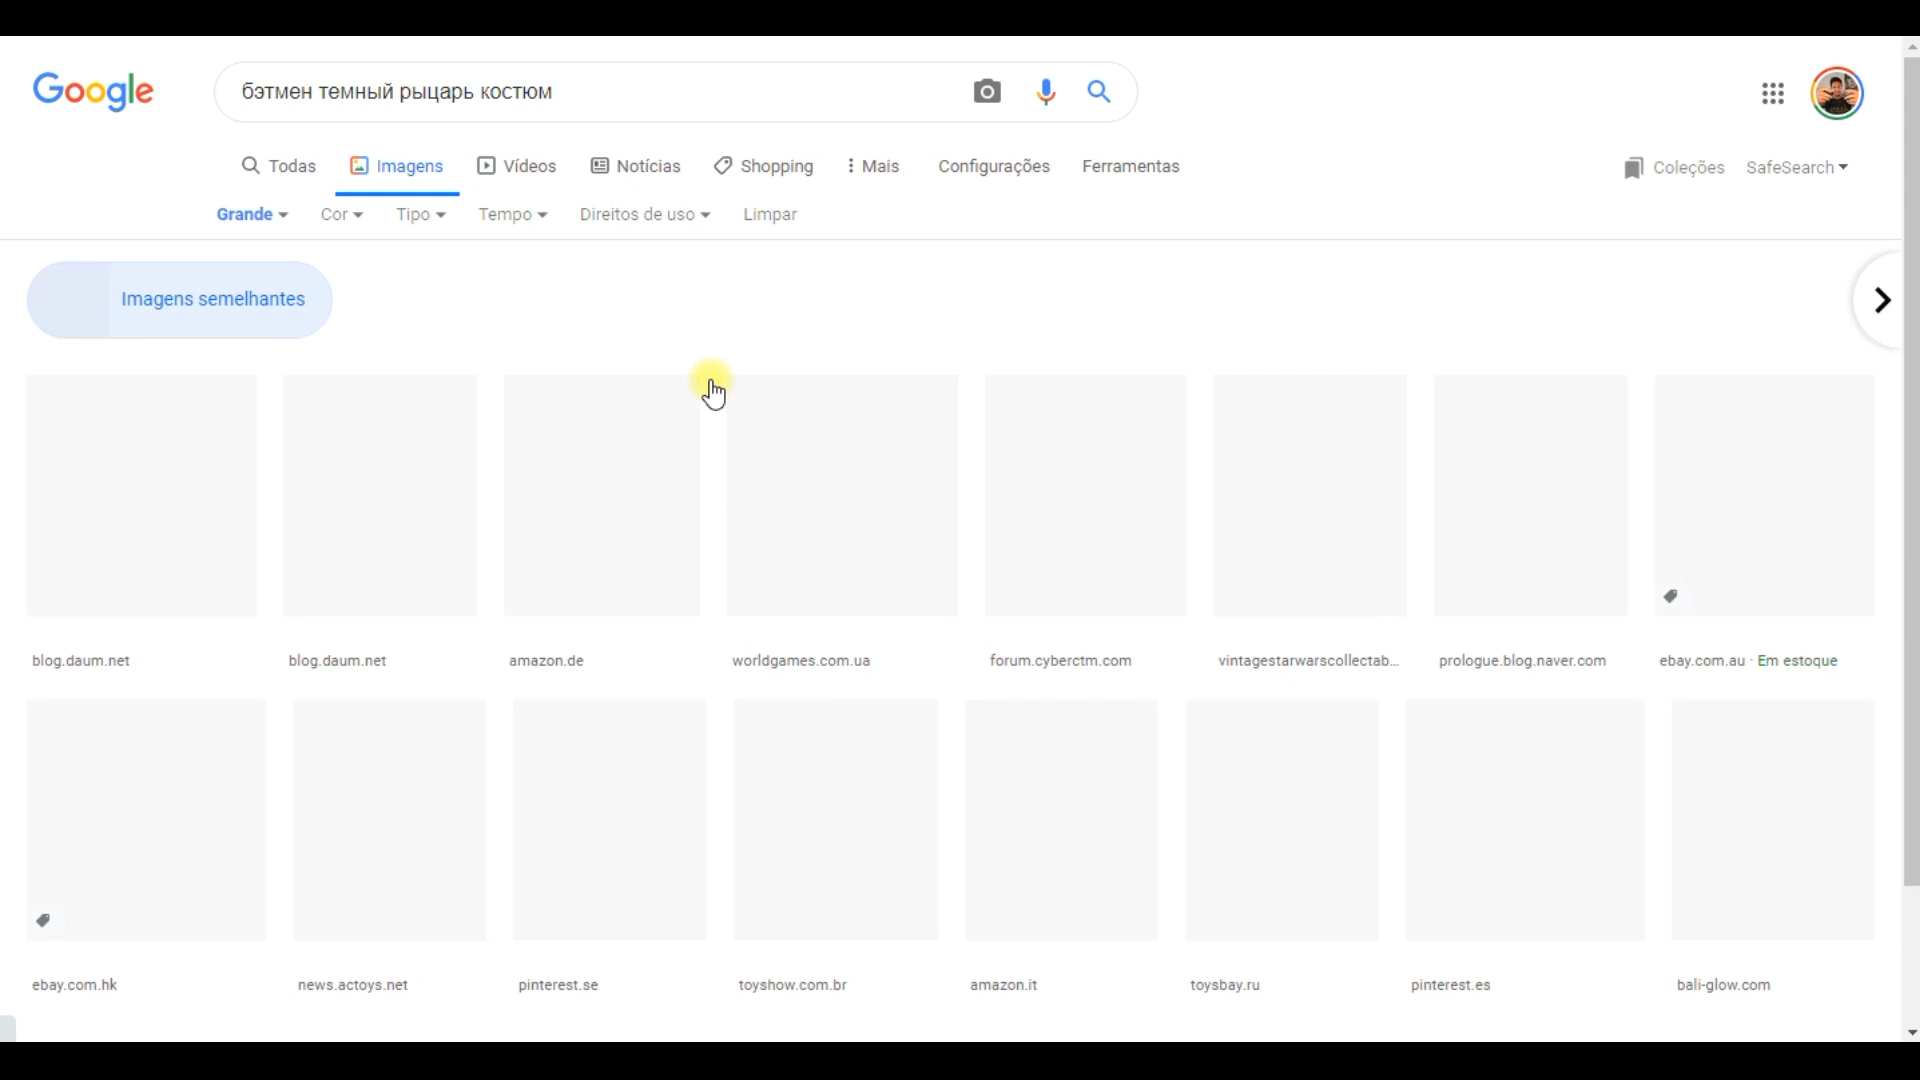 Google
бэтмен темный рыцарь костюм
Todas Imagens Vídeos Notícias Shopping Mais Configurações Ferramentas Coleções SafeSearch
Grande Cor Tipo Tempo Direitos de uso Limpar
Imagens semelhantes
blog.daum.net blog.daum.net amazon.de worldgames.com.ua forum.cyberctm.com vintagestarwarscollectab... prologue.blog.naver.com ebay.com.au · Em estoque
ebay.com.hk news.actoys.net pinterest.se toyshow.com.br amazon.it toysbay.ru pinterest.es bali-glow.com